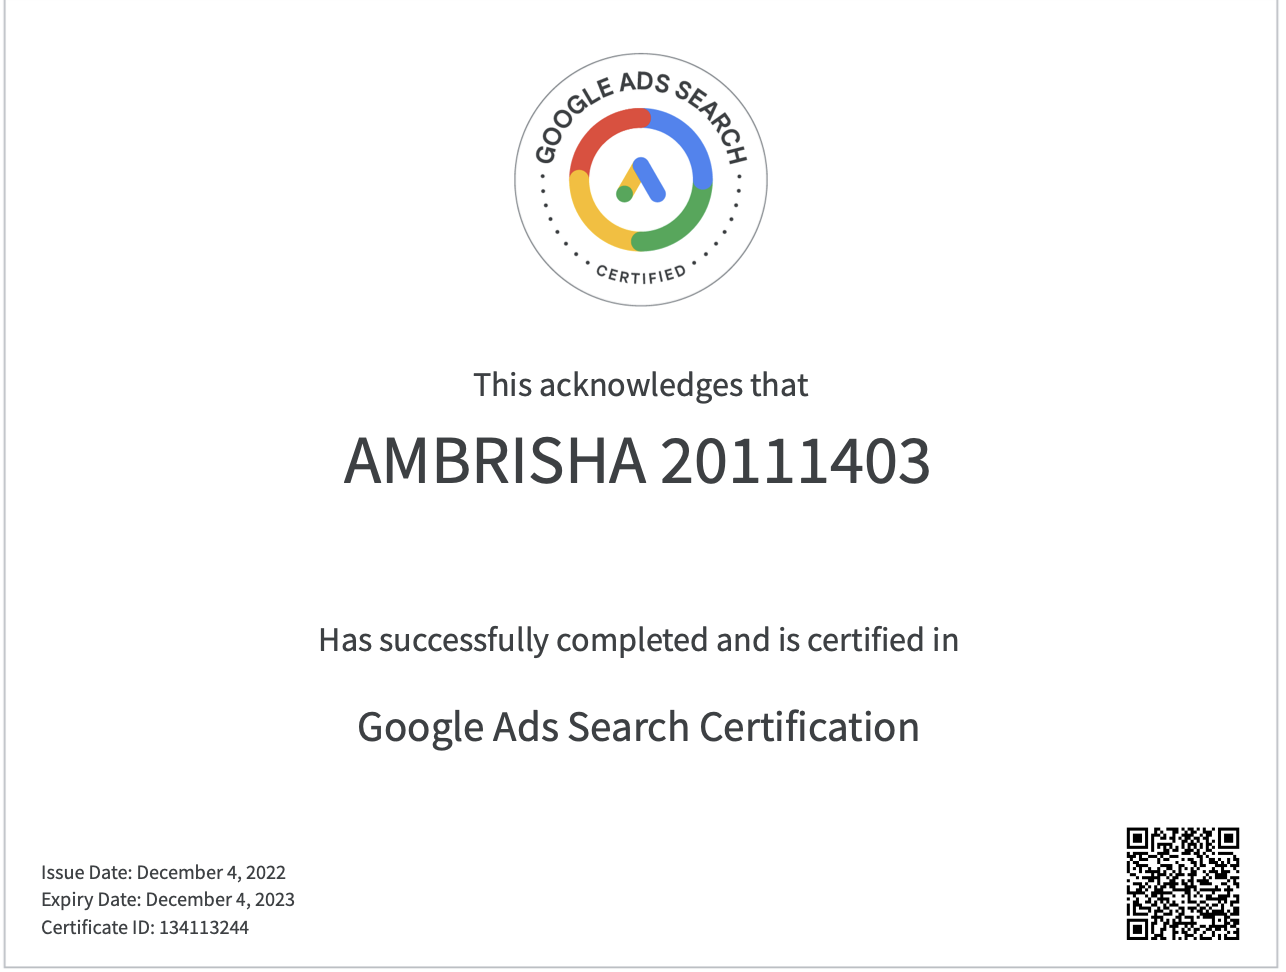 GOOGLE ADS SEARCH
CERTIFIED
This acknowledges that
AMBRISHA 20111403
Has successfully completed and is certified in
Google Ads Search Certification
Issue Date: December 4, 2022
Expiry Date: December 4, 2023
Certificate ID: 134113244